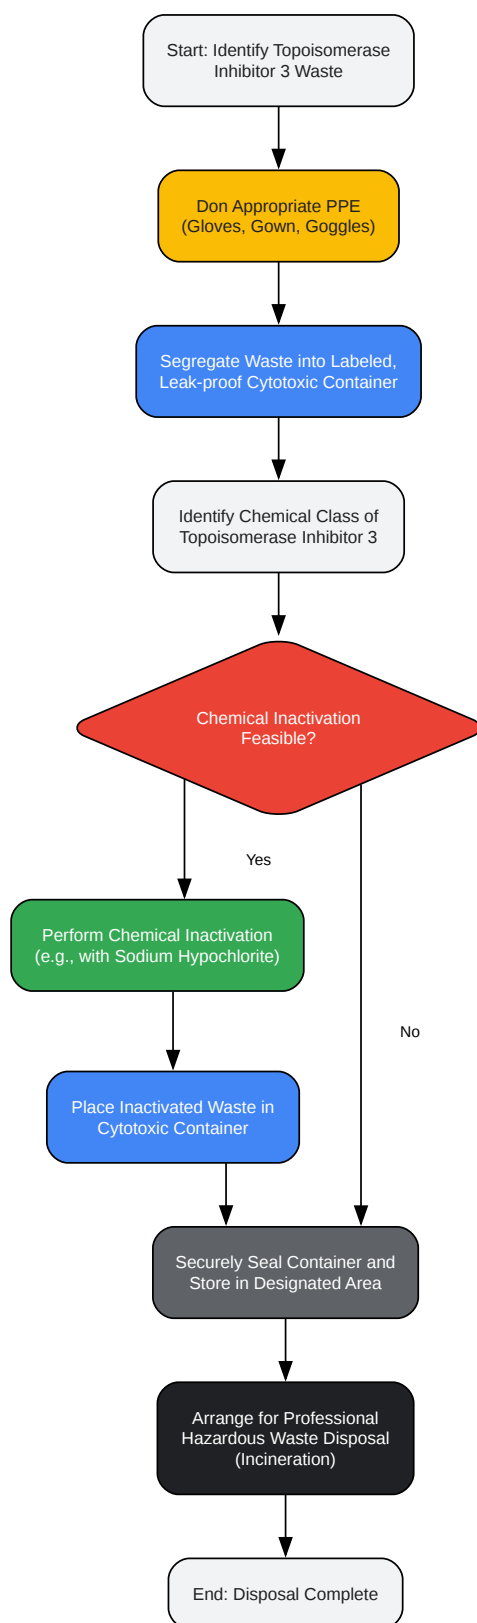 Start: Identify Topoisomerase
Inhibitor 3 Waste
Don Appropriate PPE
(Gloves, Gown, Goggles)
Segregate Waste into Labeled,
Leak-proof Cytotoxic Container
Identify Chemical Class of
Topoisomerase Inhibitor 3
Chemical Inactivation
Feasible?
Yes
Perform Chemical Inactivation
(e.g., with Sodium Hypochlorite)
No
Place Inactivated Waste in
Cytotoxic Container
Securely Seal Container and
Store in Designated Area
Arrange for Professional
Hazardous Waste Disposal
(Incineration)
End: Disposal Complete